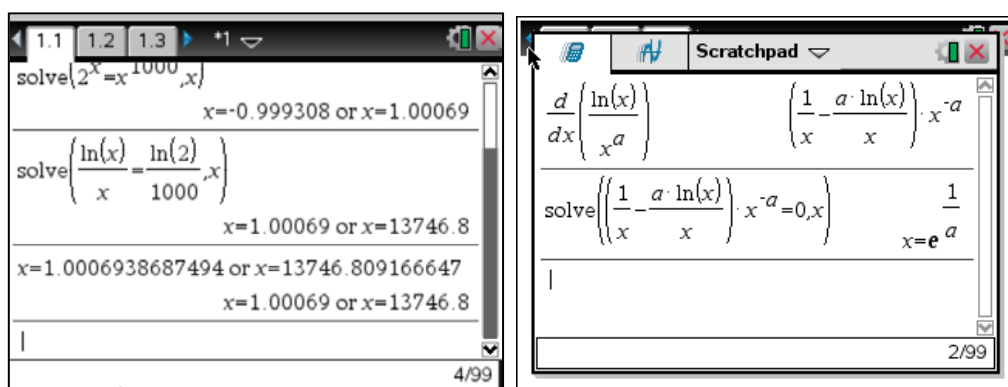 1.1 1.2 1.3 *1
solve(2^x=x^1000,x)
x=-0.999308 or x=1.00069
solve(ln(x)/x=ln(2)/1000,x)
x=1.00069 or x=13746.8
x=1.0006938687494 or x=13746.809166647
x=1.00069 or x=13746.8
4/99
Scratchpad
d/dx(ln(x)/x^a) (1/x-a·ln(x)/x)·x^-a
solve((1/x-a·ln(x)/x)·x^-a=0,x) x=e^1/a
2/99